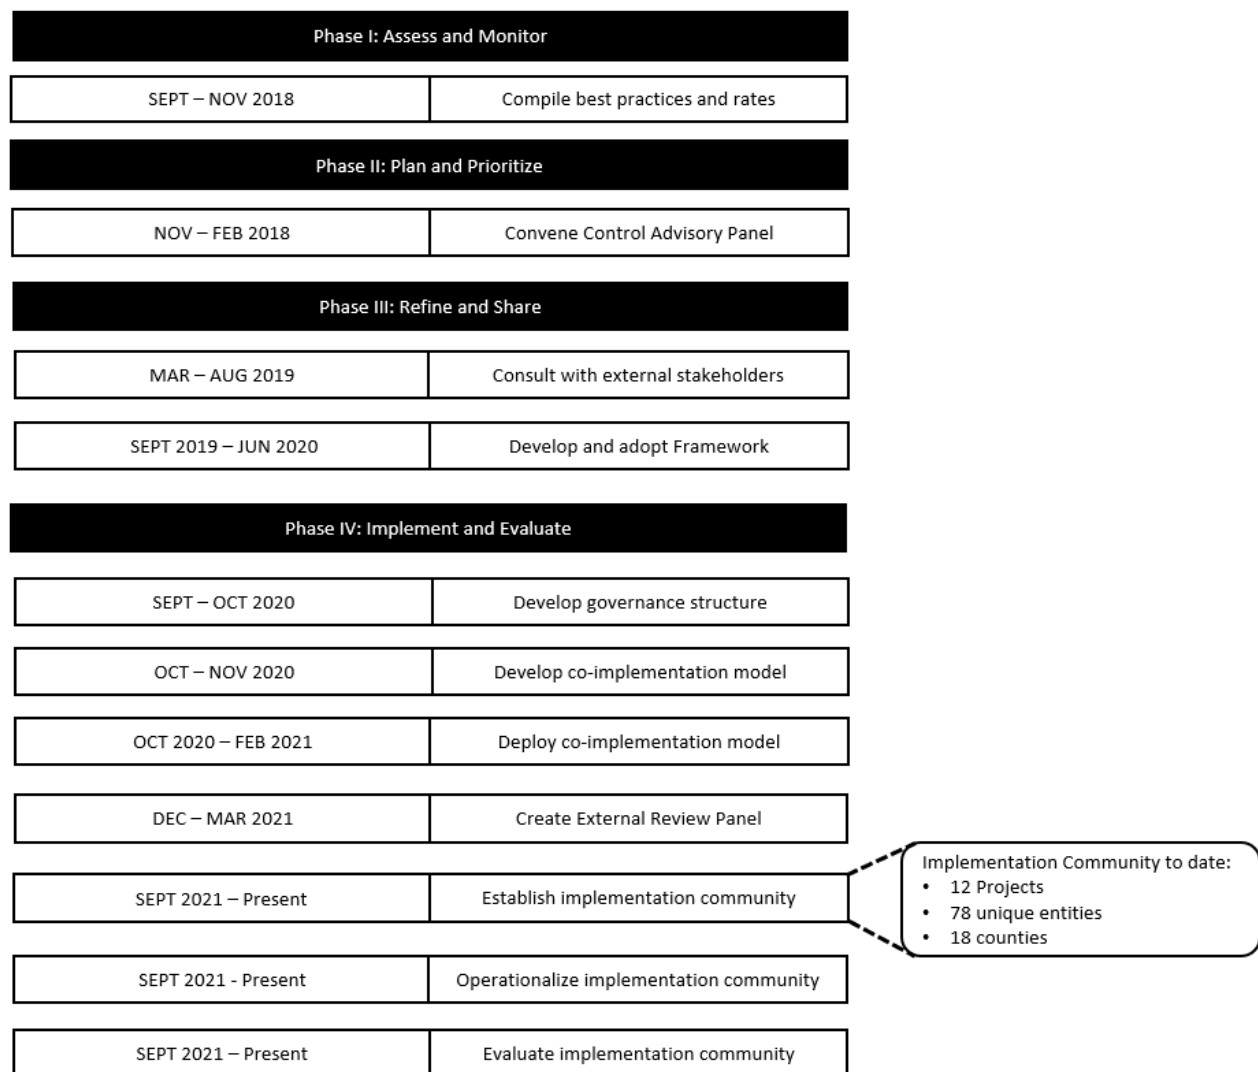 Phase I: Assess and Monitor
SEPT – NOV 2018
Compile best practices and rates
Phase II: Plan and Prioritize
NOV – FEB 2018
Convene Control Advisory Panel
Phase III: Refine and Share
MAR – AUG 2019
Consult with external stakeholders
SEPT 2019 – JUN 2020
Develop and adopt Framework
Phase IV: Implement and Evaluate
SEPT – OCT 2020
Develop governance structure
OCT – NOV 2020
Develop co-implementation model
OCT 2020 – FEB 2021
Deploy co-implementation model
DEC – MAR 2021
Create External Review Panel
SEPT 2021 – Present
Establish implementation community
Implementation Community to date:
• 12 Projects
• 78 unique entities
• 18 counties
SEPT 2021 - Present
Operationalize implementation community
SEPT 2021 – Present
Evaluate implementation community